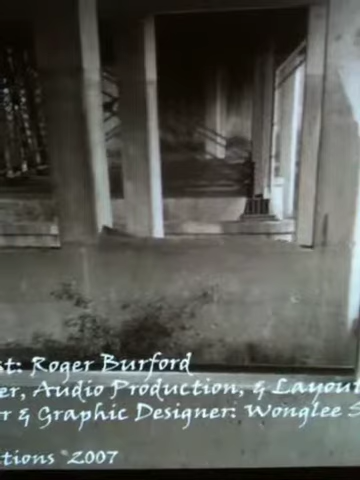 st: Roger Burford
er, Audio Production, & Layout
r & Graphic Designer: Wonglee S
tions 2007